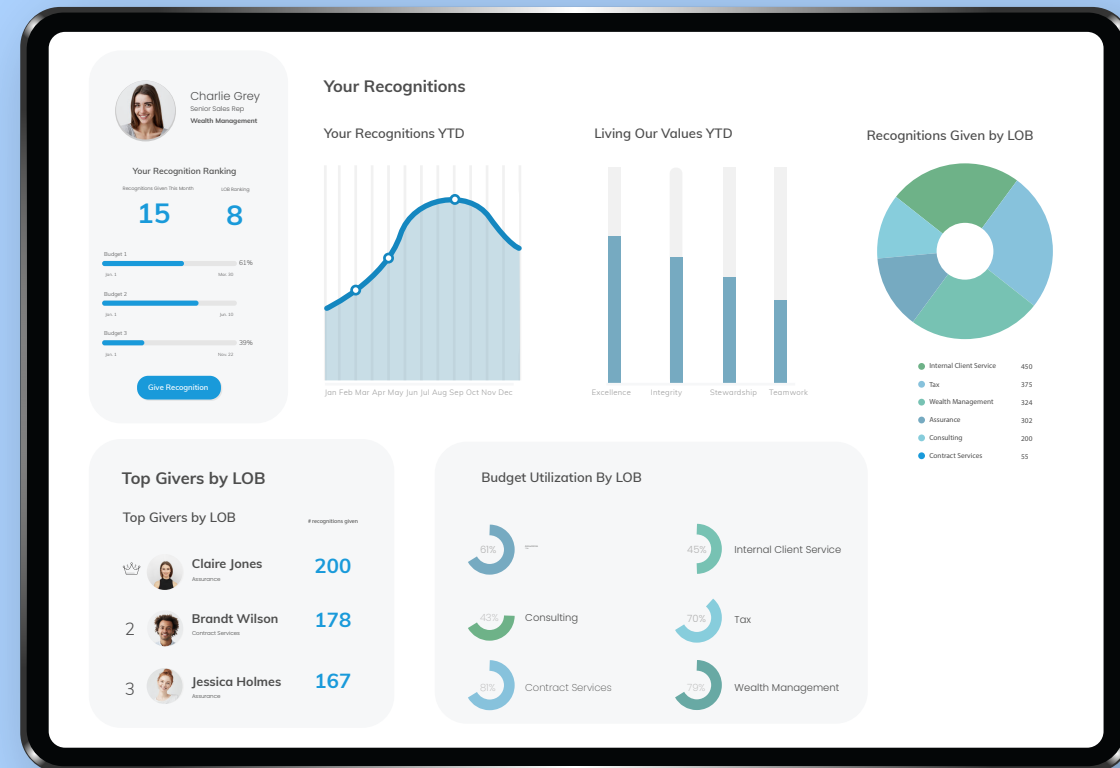 Charlie Grey
Senior Sales Rep
Wealth Management
Your Recognition Ranking
Recognitions Given This Month
LOB Ranking
15
8
Budget 1
61%
Jan. 1
Mar. 30
Budget 2
Jan. 1
Jun. 10
Budget 3
39%
Jan. 1
Nov. 22
Give Recognition
Your Recognitions
Your Recognitions YTD
Jan Feb Mar Apr May Jun Jul Aug Sep Oct Nov Dec
Living Our Values YTD
Excellence
Integrity
Stewardship
Teamwork
Recognitions Given by LOB
Internal Client Service 450
Tax 375
Wealth Management 324
Assurance 302
Consulting 200
Contract Services 55
Top Givers by LOB
Top Givers by LOB
# recognitions given
Claire Jones
Assurance
200
2
Brandt Wilson
Contract Services
178
3
Jessica Holmes
Assurance
167
Budget Utilization By LOB
61%
45%
Internal Client Service
43%
Consulting
70%
Tax
81%
Contract Services
79%
Wealth Management